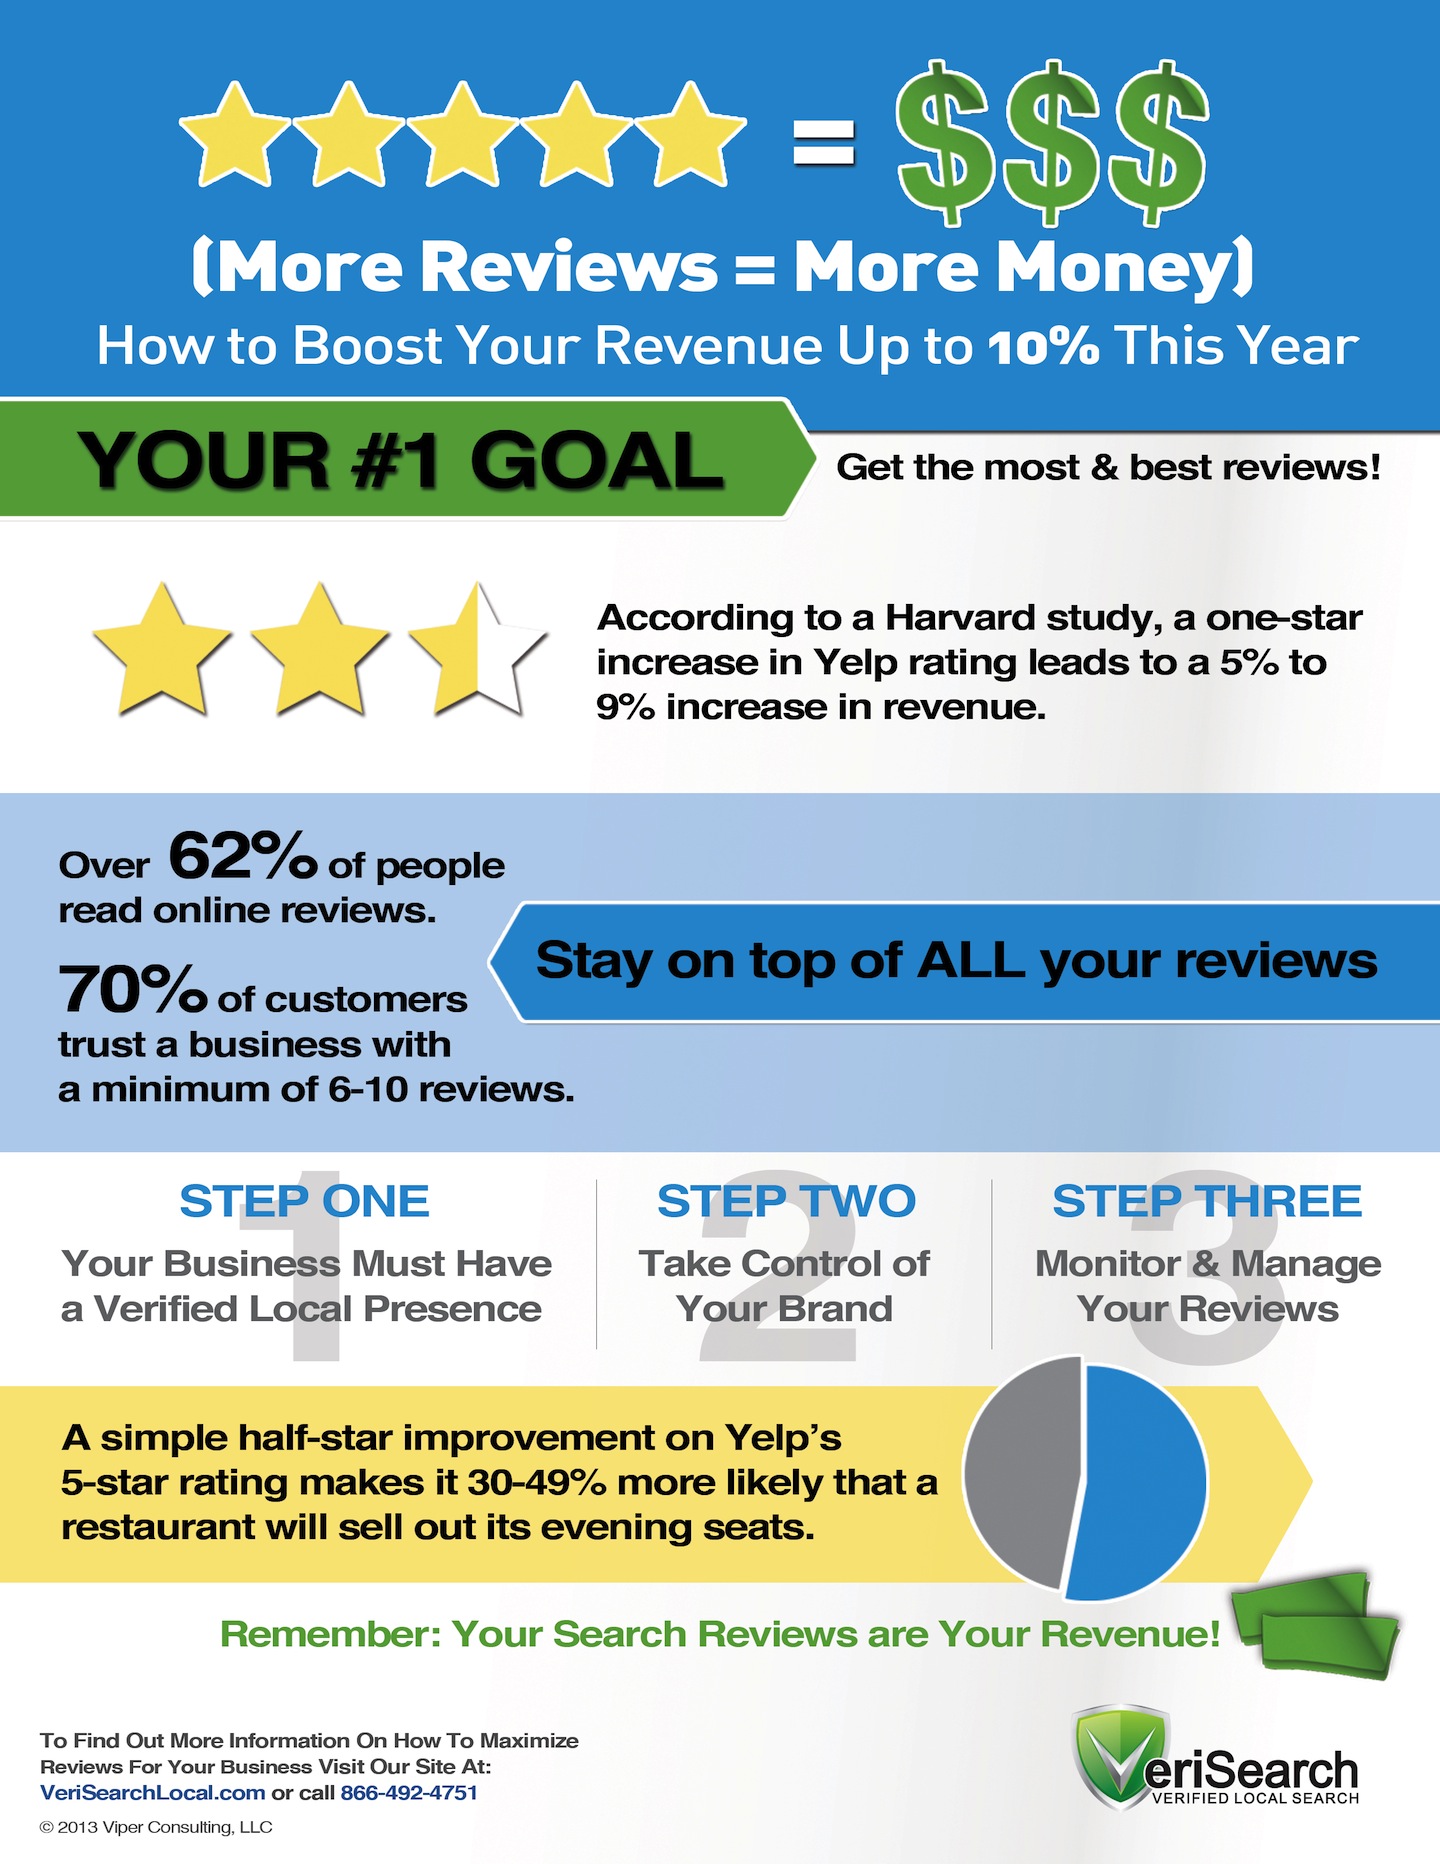 = $$$
(More Reviews = More Money)
How to Boost Your Revenue Up to 10% This Year
YOUR #1 GOAL
Get the most & best reviews!
According to a Harvard study, a one-star
increase in Yelp rating leads to a 5% to
9% increase in revenue.
Over 62% of people
read online reviews.
70% of customers
trust a business with
a minimum of 6-10 reviews.
Stay on top of ALL your reviews
1
STEP ONE
Your Business Must Have
a Verified Local Presence
2
STEP TWO
Take Control of
Your Brand
3
STEP THREE
Monitor & Manage
Your Reviews
A simple half-star improvement on Yelp's
5-star rating makes it 30-49% more likely that a
restaurant will sell out its evening seats.
Remember: Your Search Reviews are Your Revenue!
To Find Out More Information On How To Maximize
Reviews For Your Business Visit Our Site At:
VeriSearchLocal.com or call 866-492-4751
© 2013 Viper Consulting, LLC
VeriSearch
VERIFIED LOCAL SEARCH